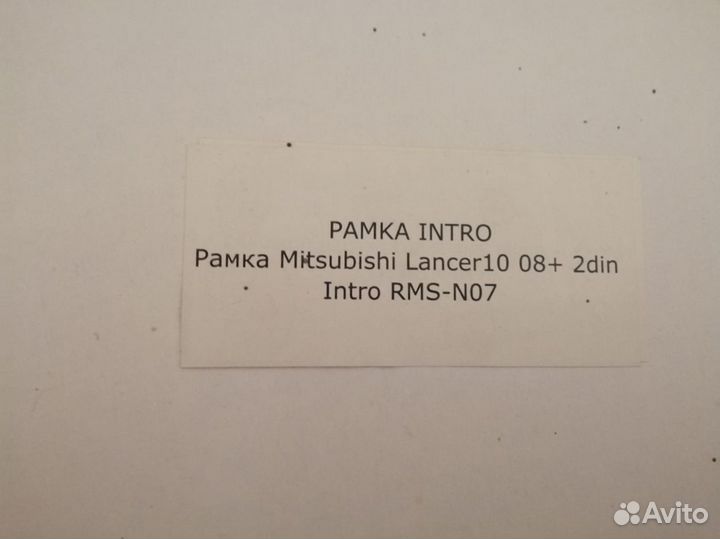 РАМКА INTRO
Рамка Mitsubishi Lancer10 08+ 2din
Intro RMS-N07
Avito